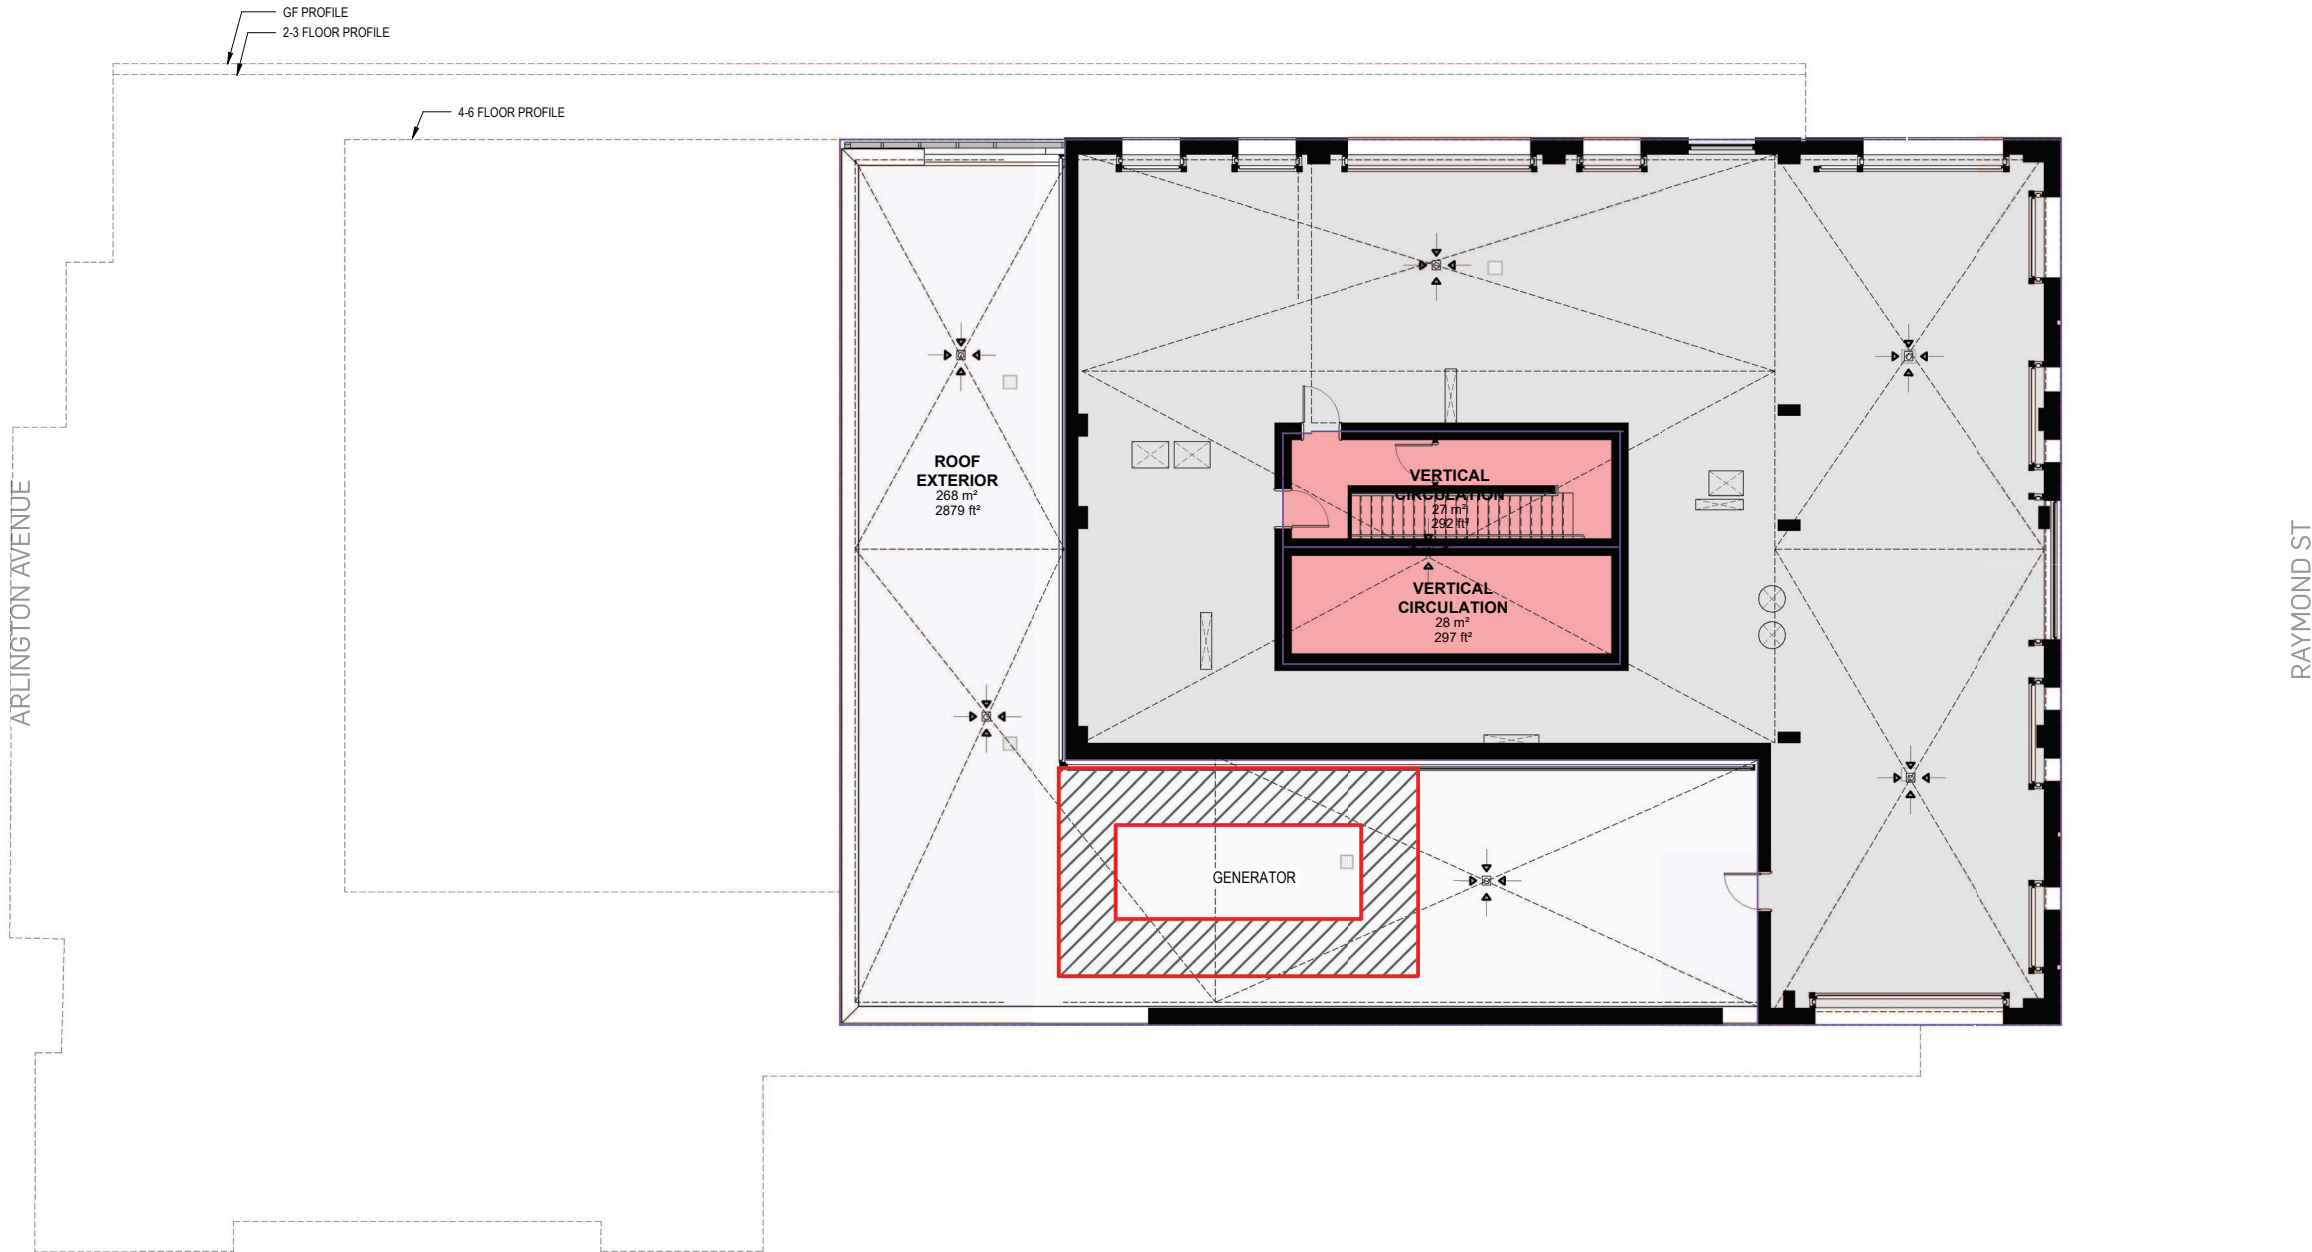 GF PROFILE
2-3 FLOOR PROFILE
4-6 FLOOR PROFILE
ARLINGTON AVENUE
ROOF
EXTERIOR
268 m²
2879 ft²
VERTICAL
CIRCULATION
27 m²
292 ft²
VERTICAL
CIRCULATION
28 m²
297 ft²
GENERATOR
RAYMOND ST